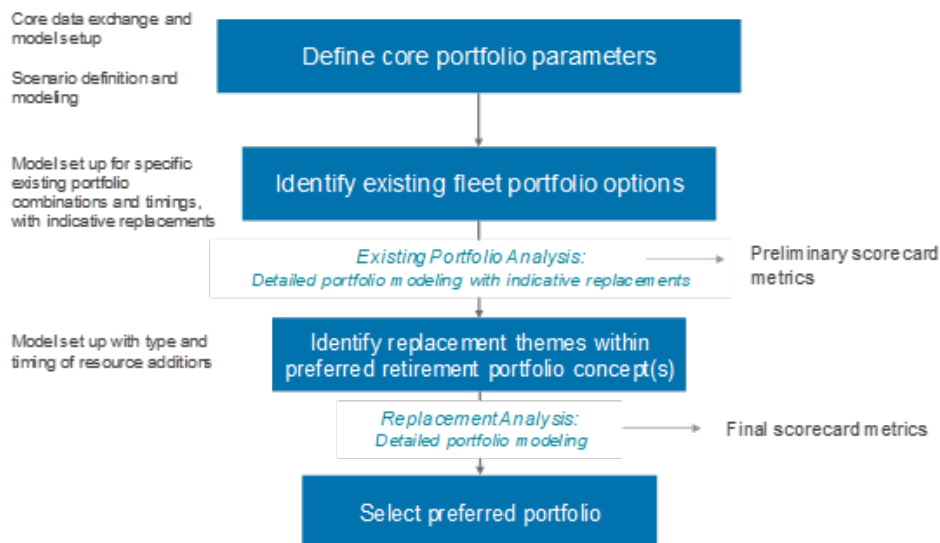 Core data exchange and
model setup
Scenario definition and
modeling
Define core portfolio parameters
Model set up for specific
existing portfolio
combinations and timings,
with indicative replacements
Identify existing fleet portfolio options
Existing Portfolio Analysis:
Detailed portfolio modeling with indicative replacements
Preliminary scorecard
metrics
Model set up with type and
timing of resource additions
Identify replacement themes within
preferred retirement portfolio concept(s)
Replacement Analysis:
Detailed portfolio modeling
Final scorecard metrics
Select preferred portfolio